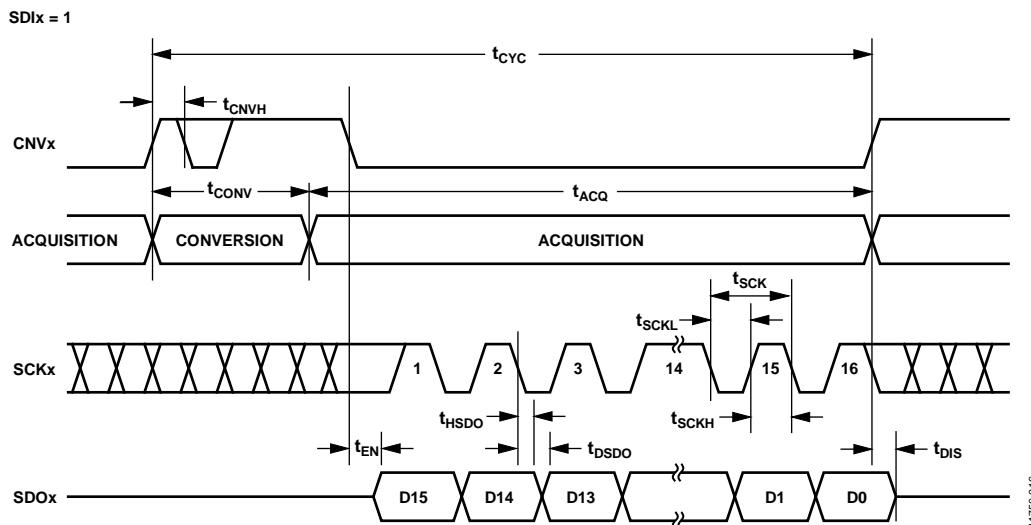 SDIx = 1
tCYC
tCNVH
CNVx
tCONV
tACQ
ACQUISITION
CONVERSION
ACQUISITION
tSCK
tSCKL
SCKx
1
2
3
14
15
16
tHSDO
tSCKH
tEN
tDSDO
tDIS
SDOx
D15
D14
D13
D1
D0